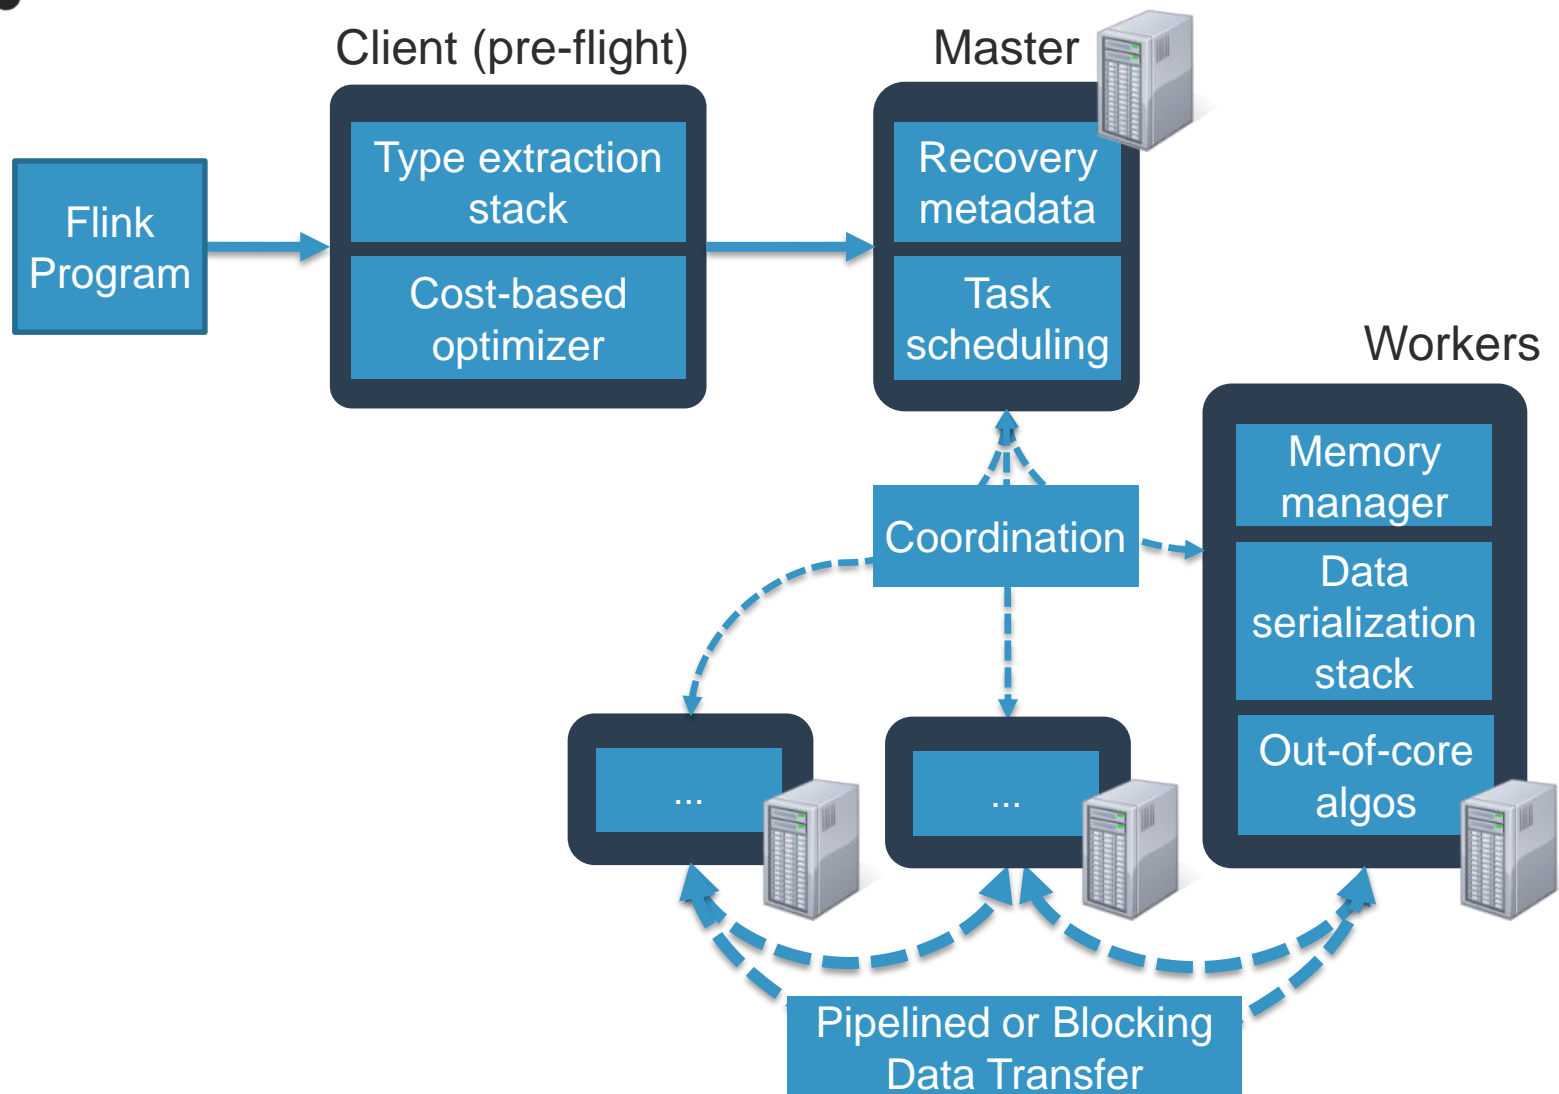 Client (pre-flight)
Master
Type extraction
stack
Cost-based
optimizer
Recovery
metadata
Task
scheduling
Flink
Program
Workers
Memory
manager
Data
serialization
stack
Out-of-core
algos
Coordination
...
...
Pipelined or Blocking
Data Transfer